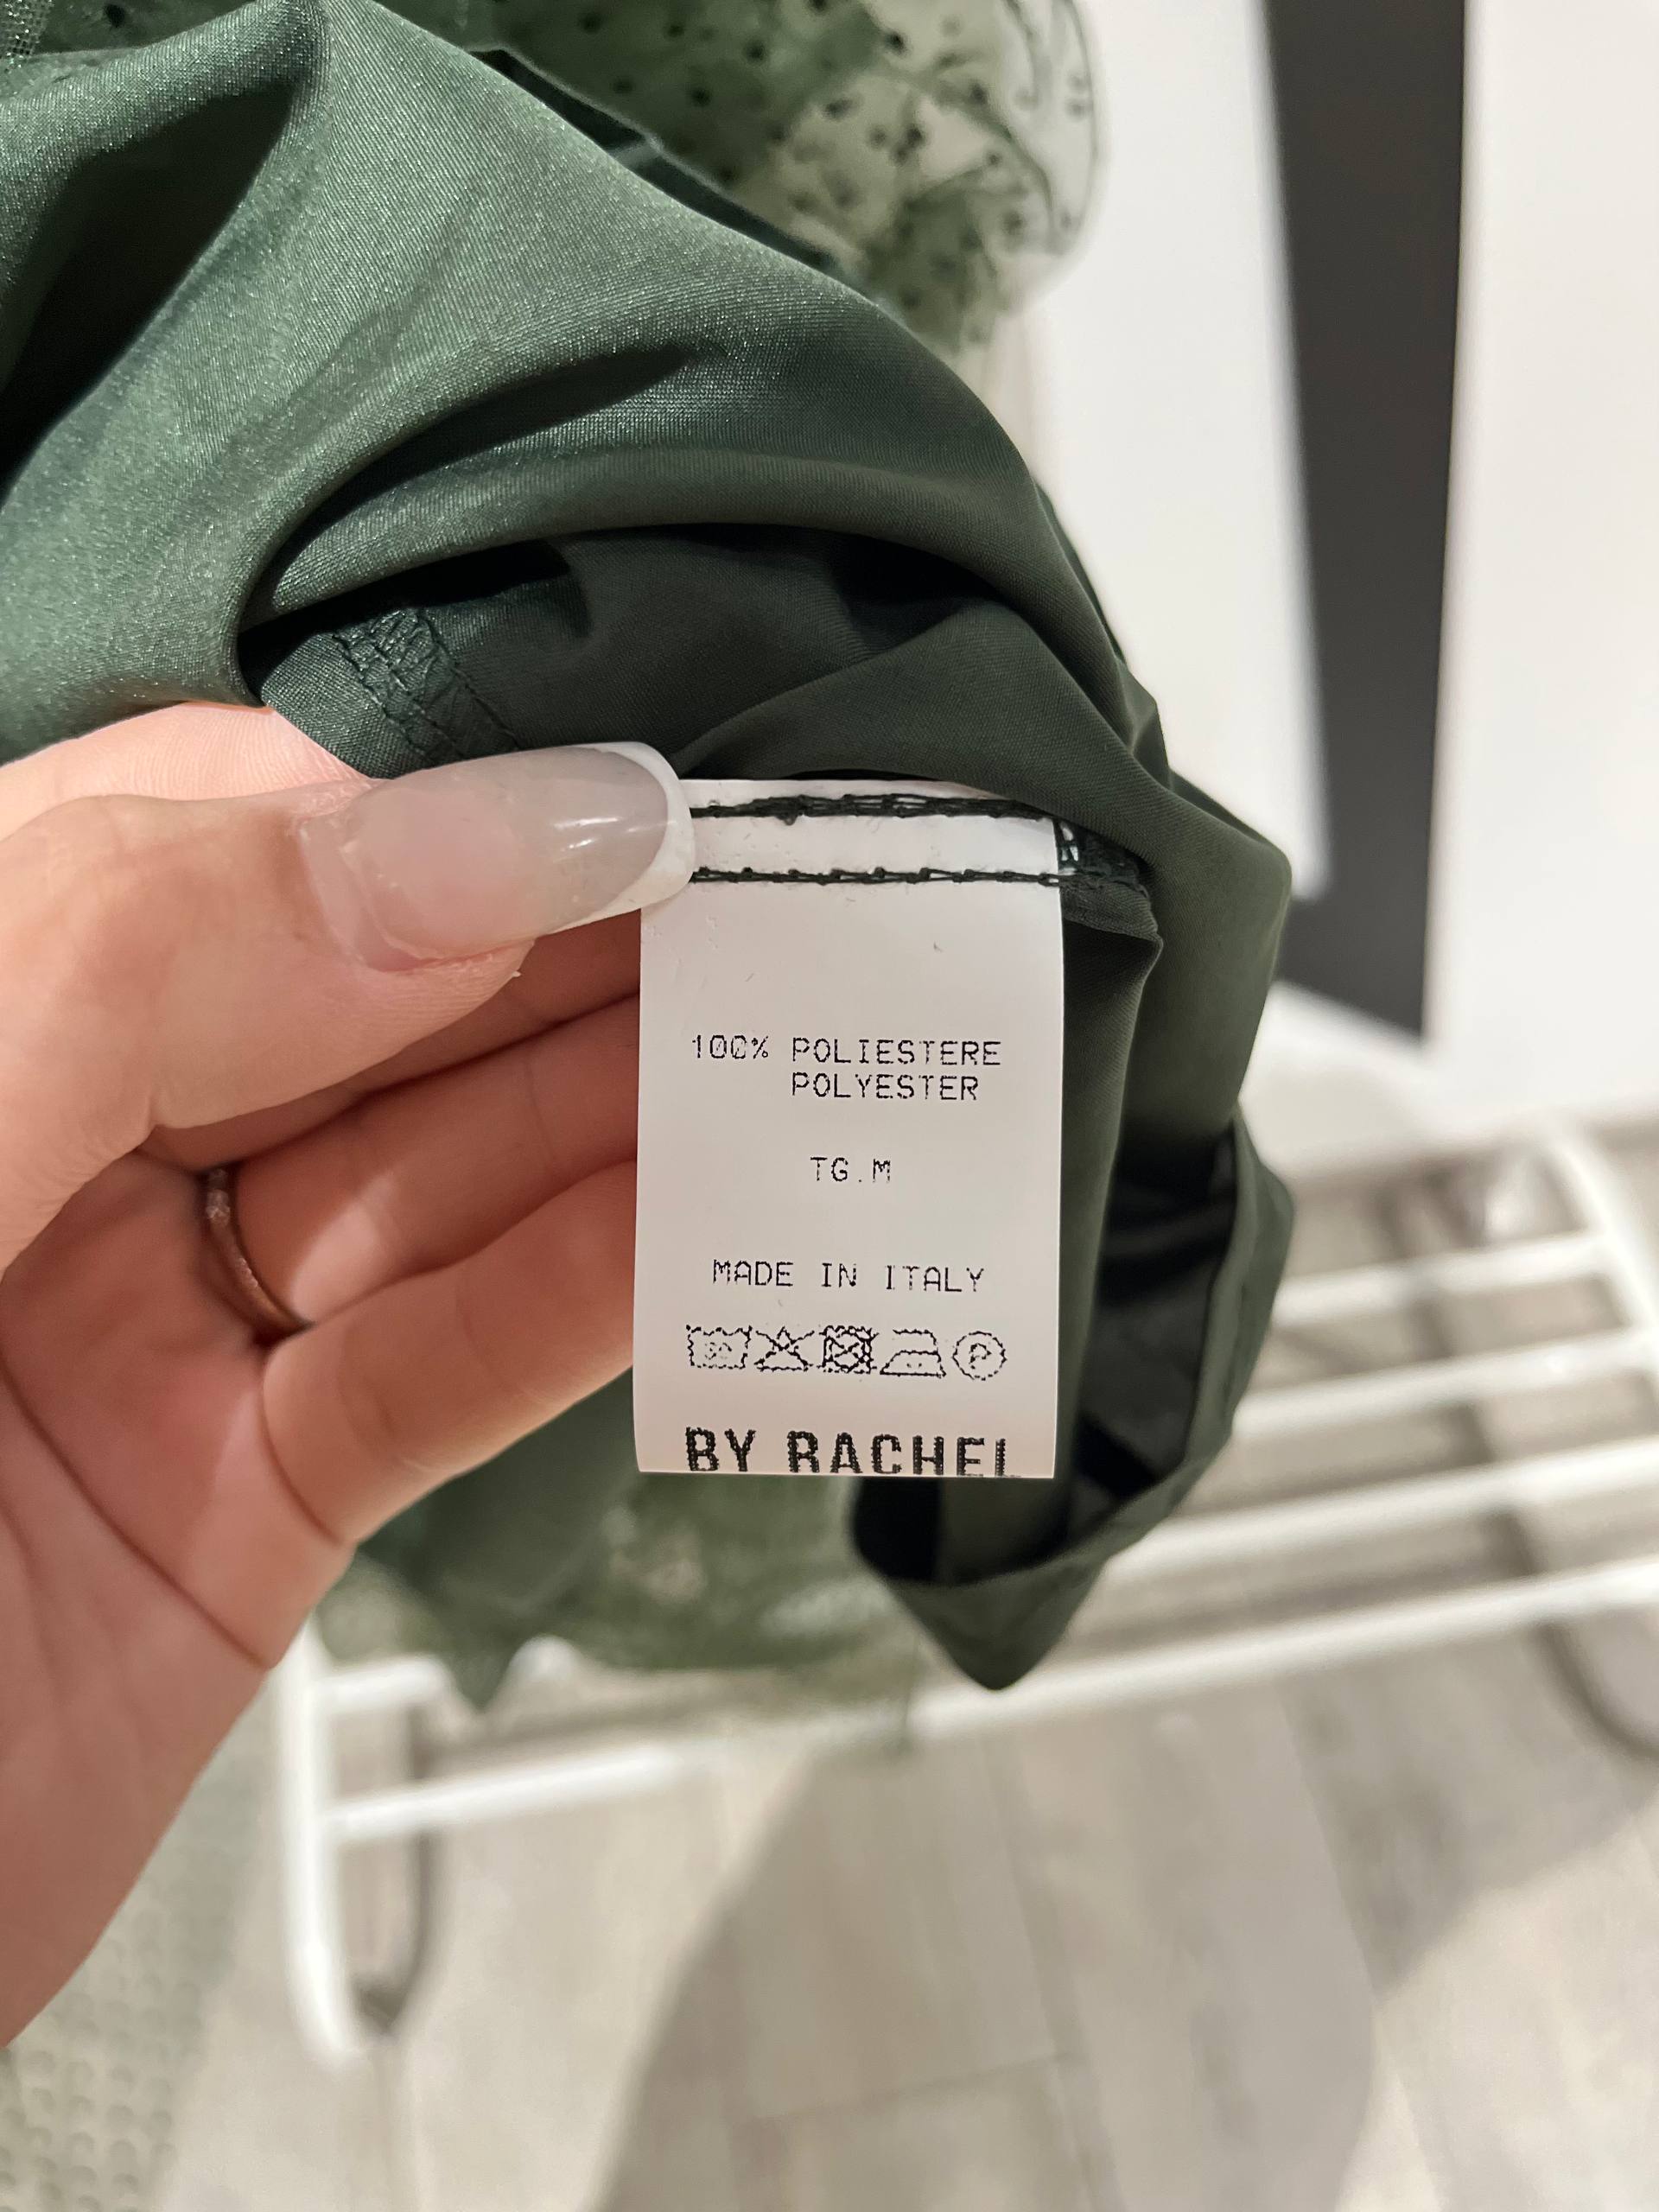 100% POLIESTERE
POLYESTER
TG.M
MADE IN ITALY
P
BY RACHEL